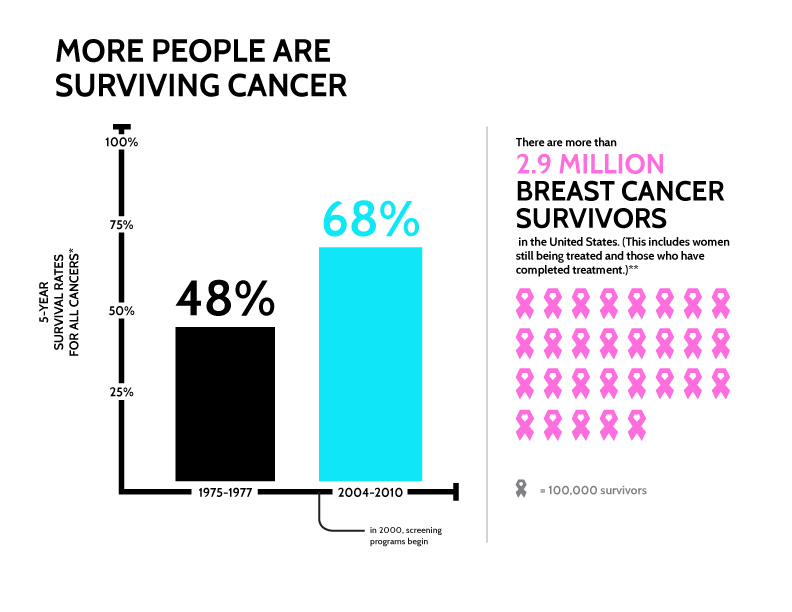 MORE PEOPLE ARE
SURVIVING CANCER
5-YEAR
SURVIVAL RATES
FOR ALL CANCERS*
100%
75%
50%
25%
48%
68%
1975-1977
2004-2010
in 2000, screening
programs begin
There are more than
2.9 MILLION
BREAST CANCER
SURVIVORS
in the United States. (This includes women
still being treated and those who have
completed treatment.)**
= 100,000 survivors